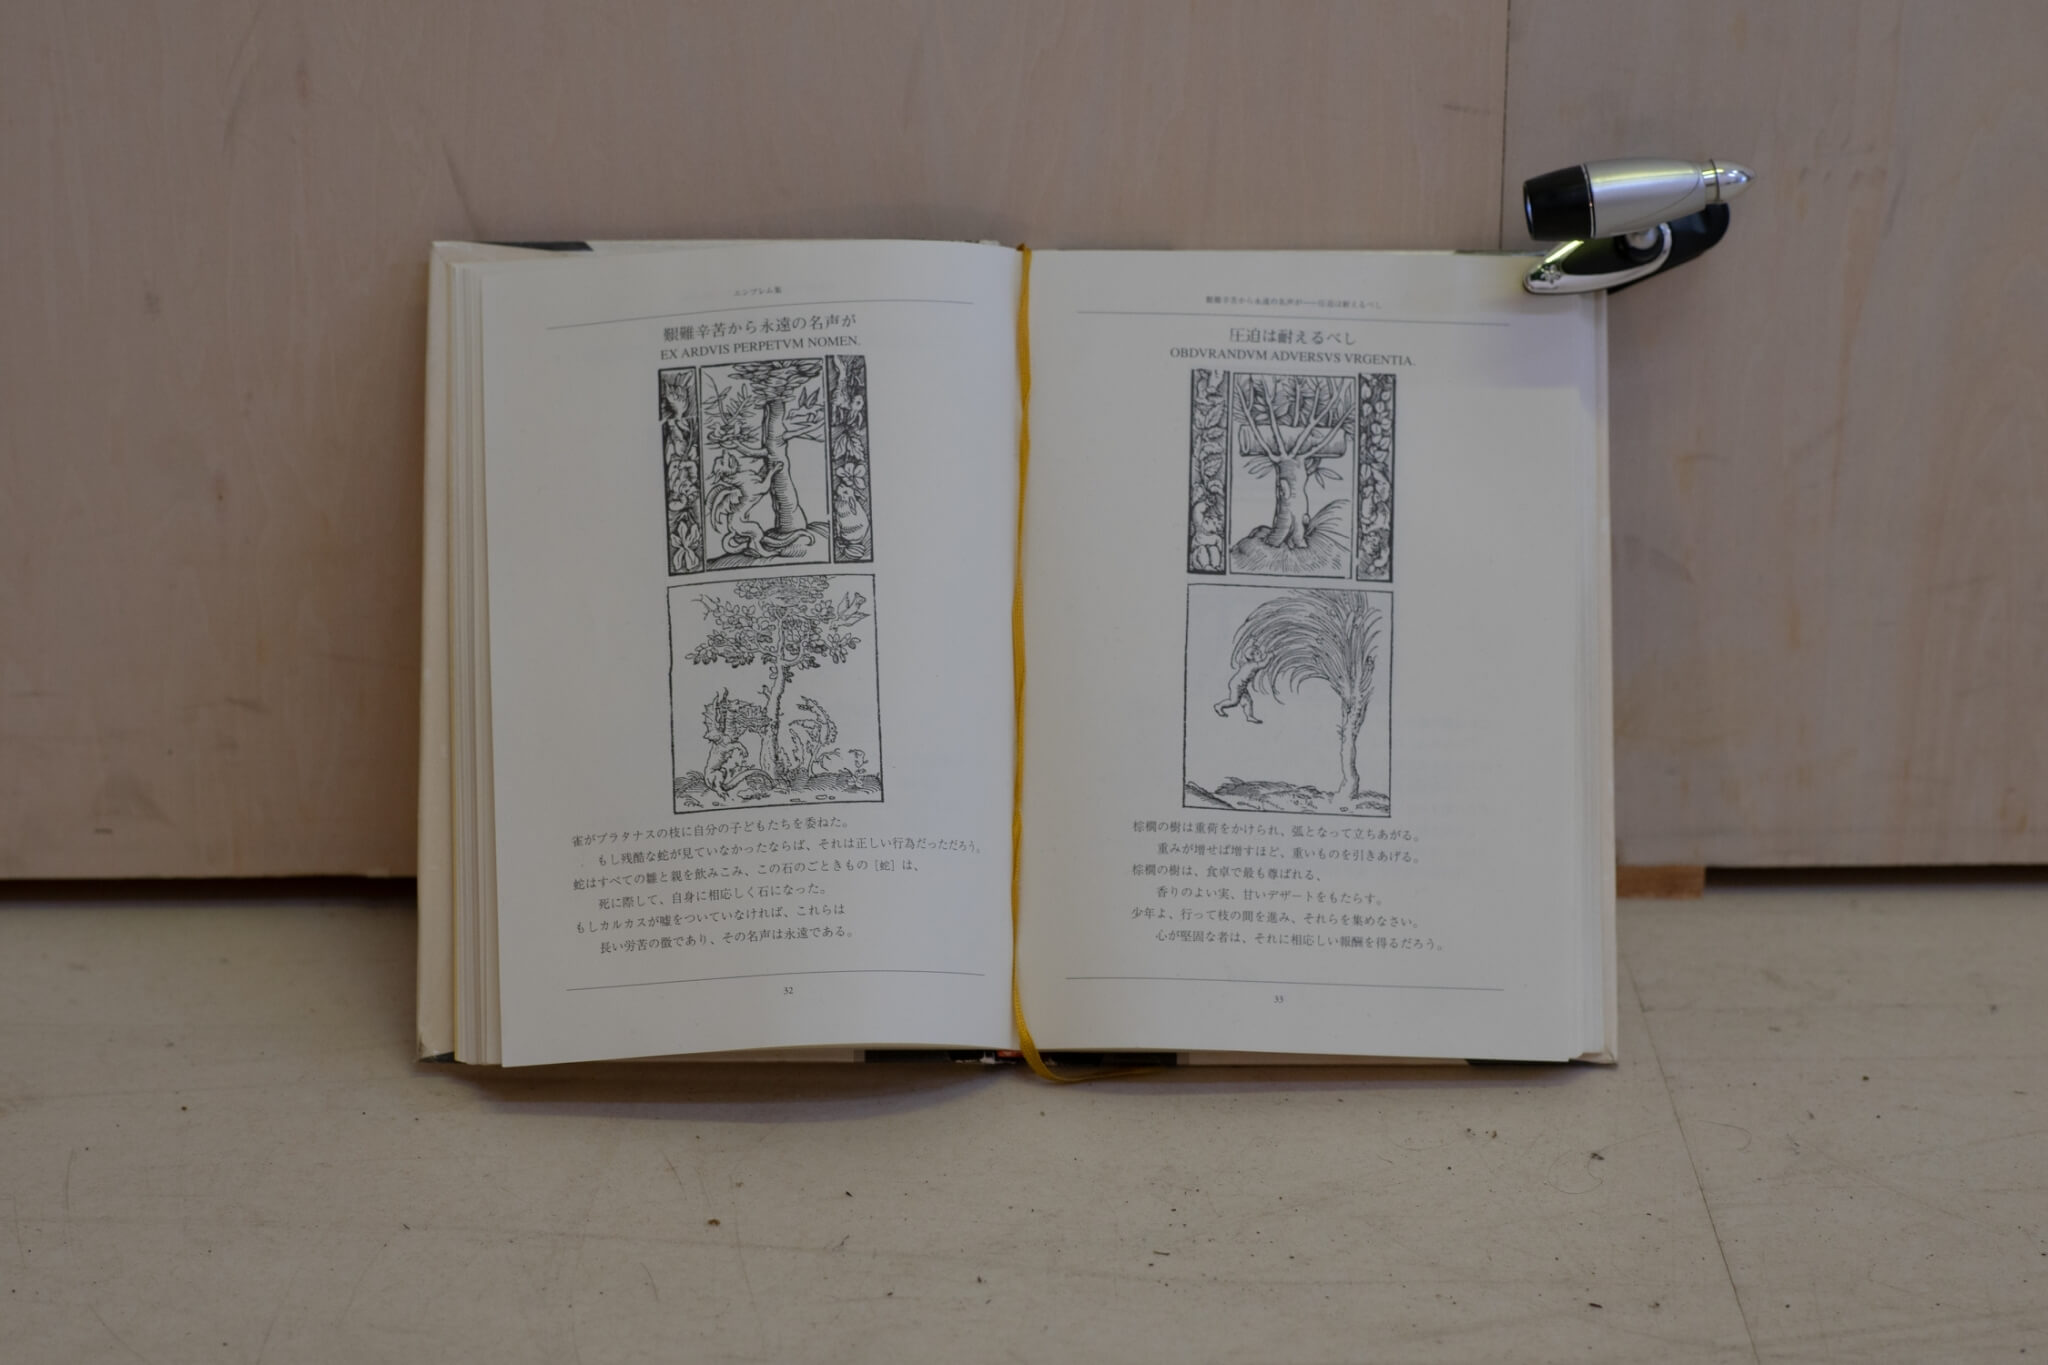 エンブレム集
艱難辛苦から永遠の名声が
EX ARDVIS PERPETVM NOMEN.
雀がプラタナスの枝に自分の子どもたちを委ねた。
もし残酷な蛇が見ていなかったならば、それは正しい行為だっただろう。
蛇はすべての雛と親を飲みこみ、この石のごときもの［蛇］は、
死に際して、自身に相応しく石になった。
もしカルカスが嘘をついていなければ、これらは
長い労苦の徴であり、その名声は永遠である。
32
艱難辛苦から永遠の名声が──圧迫は耐えるべし
圧迫は耐えるべし
OBDVRANDVM ADVERSVS VRGENTIA.
棕櫚の樹は重荷をかけられ、弧となって立ちあがる。
重みが増せば増すほど、重いものを引きあげる。
棕櫚の樹は、食卓で最も尊ばれる、
香りのよい実、甘いデザートをもたらす。
少年よ、行って枝の間を進み、それらを集めなさい。
心が堅固な者は、それに相応しい報酬を得るだろう。
33